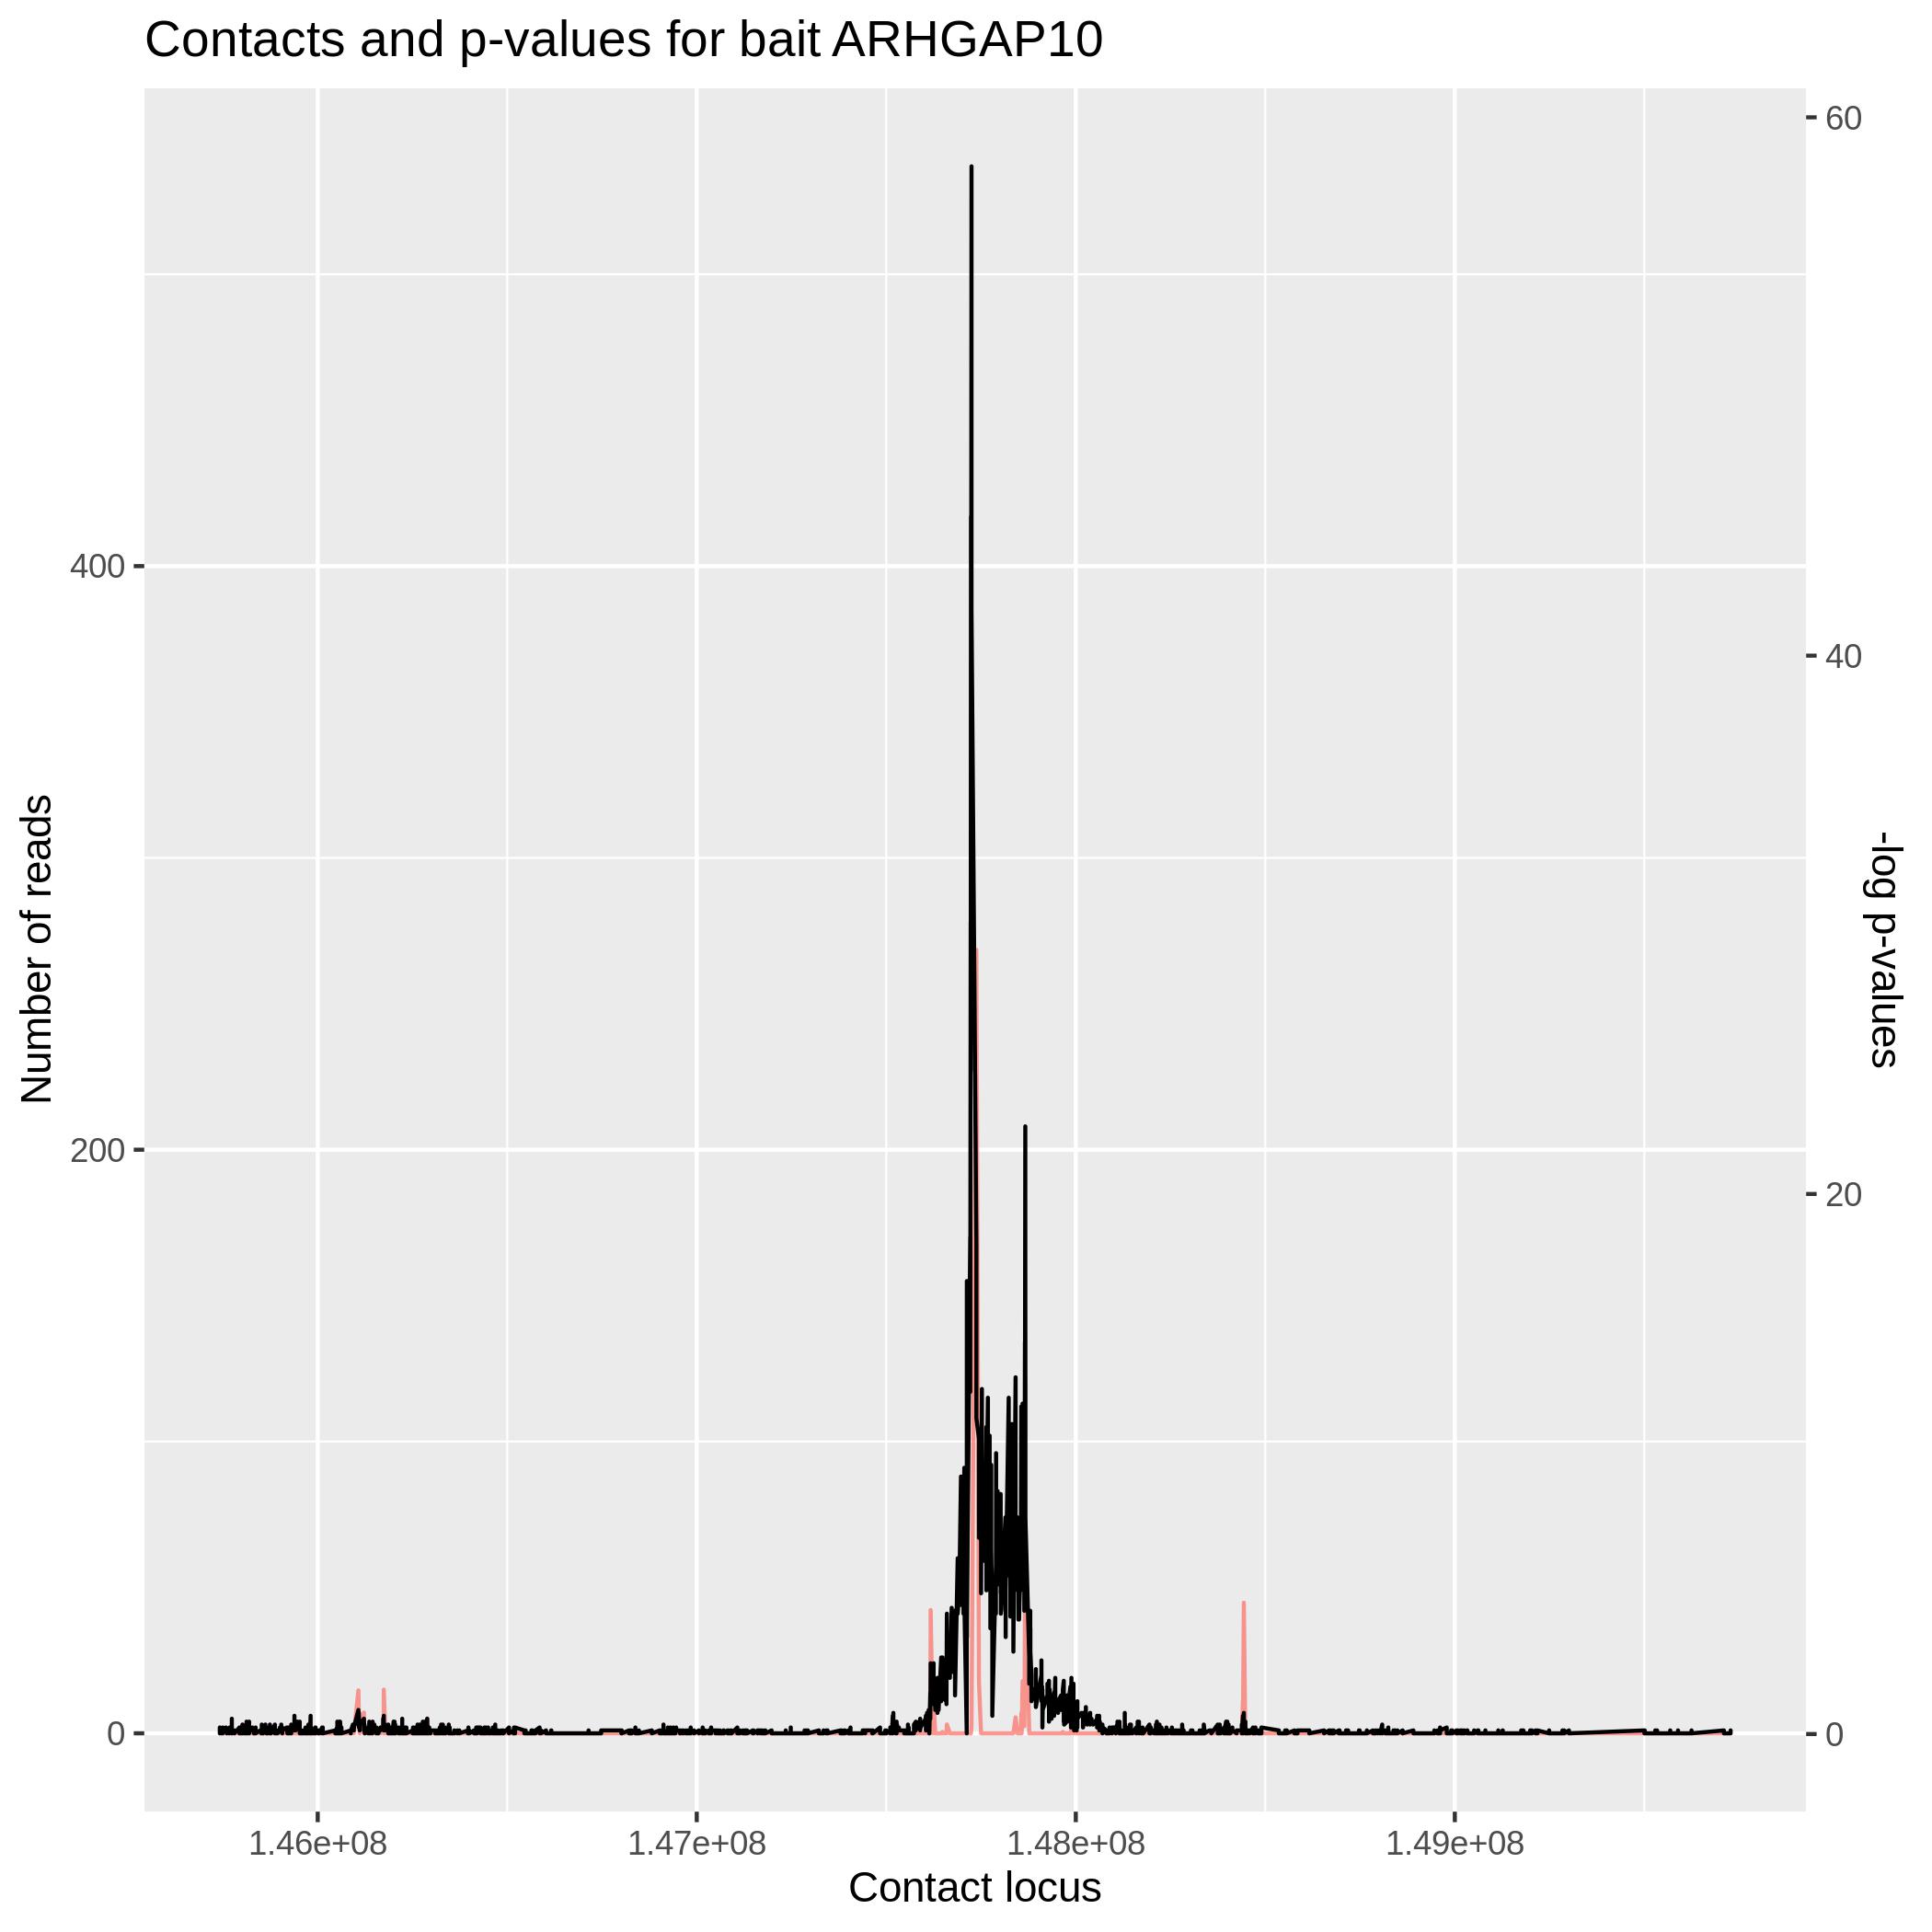 Contacts and p-values for bait ARHGAP10
60
400
40
Number of reads
-log p-values
200
20
0
0
1.46e+08
1.47e+08
1.48e+08
1.49e+08
Contact locus